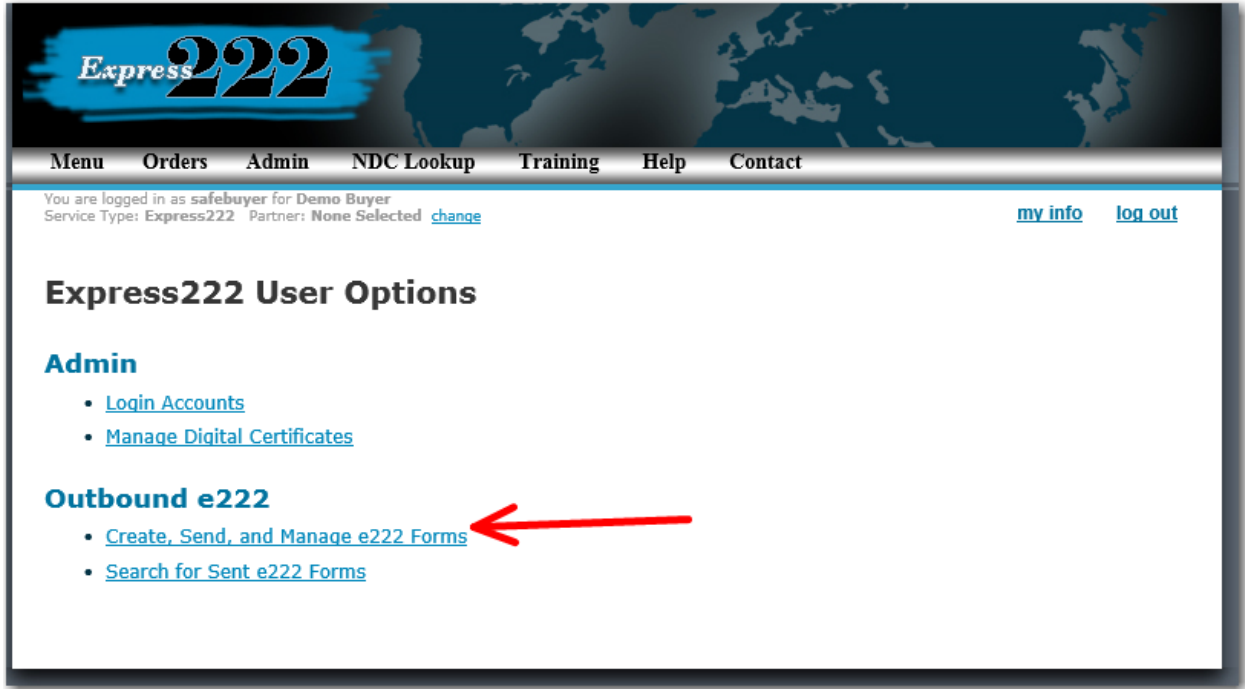 Express222
Menu Orders Admin NDC Lookup Training Help Contact
You are logged in as safebuyer for Demo Buyer
Service Type: Express222 Partner: None Selected change
my info log out
Express222 User Options
Admin
• Login Accounts
• Manage Digital Certificates
Outbound e222
• Create, Send, and Manage e222 Forms
• Search for Sent e222 Forms